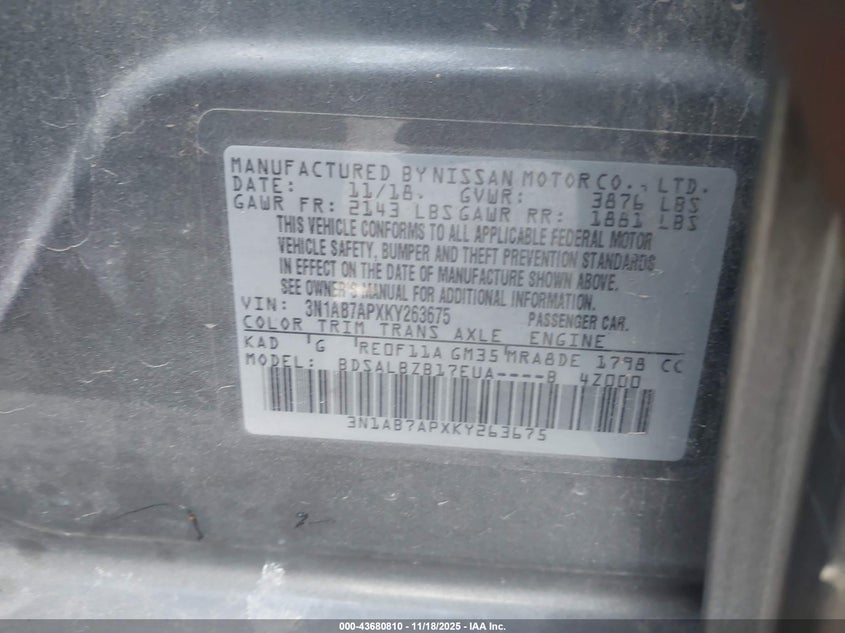 MANUFACTURED BY NISSAN MOTOR CO., LTD.
DATE: 11/18. GVWR: 3876 LBS
GAWR FR: 2143 LBS GAWR RR: 1881 LBS
THIS VEHICLE CONFORMS TO ALL APPLICABLE FEDERAL MOTOR
VEHICLE SAFETY, BUMPER AND THEFT PREVENTION STANDARDS
IN EFFECT ON THE DATE OF MANUFACTURE SHOWN ABOVE.
SEE OWNER'S MANUAL FOR ADDITIONAL INFORMATION.
VIN: 3N1AB7APXKY263675 PASSENGER CAR.
COLOR TRIM TRANS AXLE ENGINE
KAD G RE0F11A GM35 MRA8DE 1798 CC
MODEL: BDSALBZB17EUA----B 4Z000
3N1AB7APXKY263675
000-43680810 - 11/18/2025 - IAA Inc.